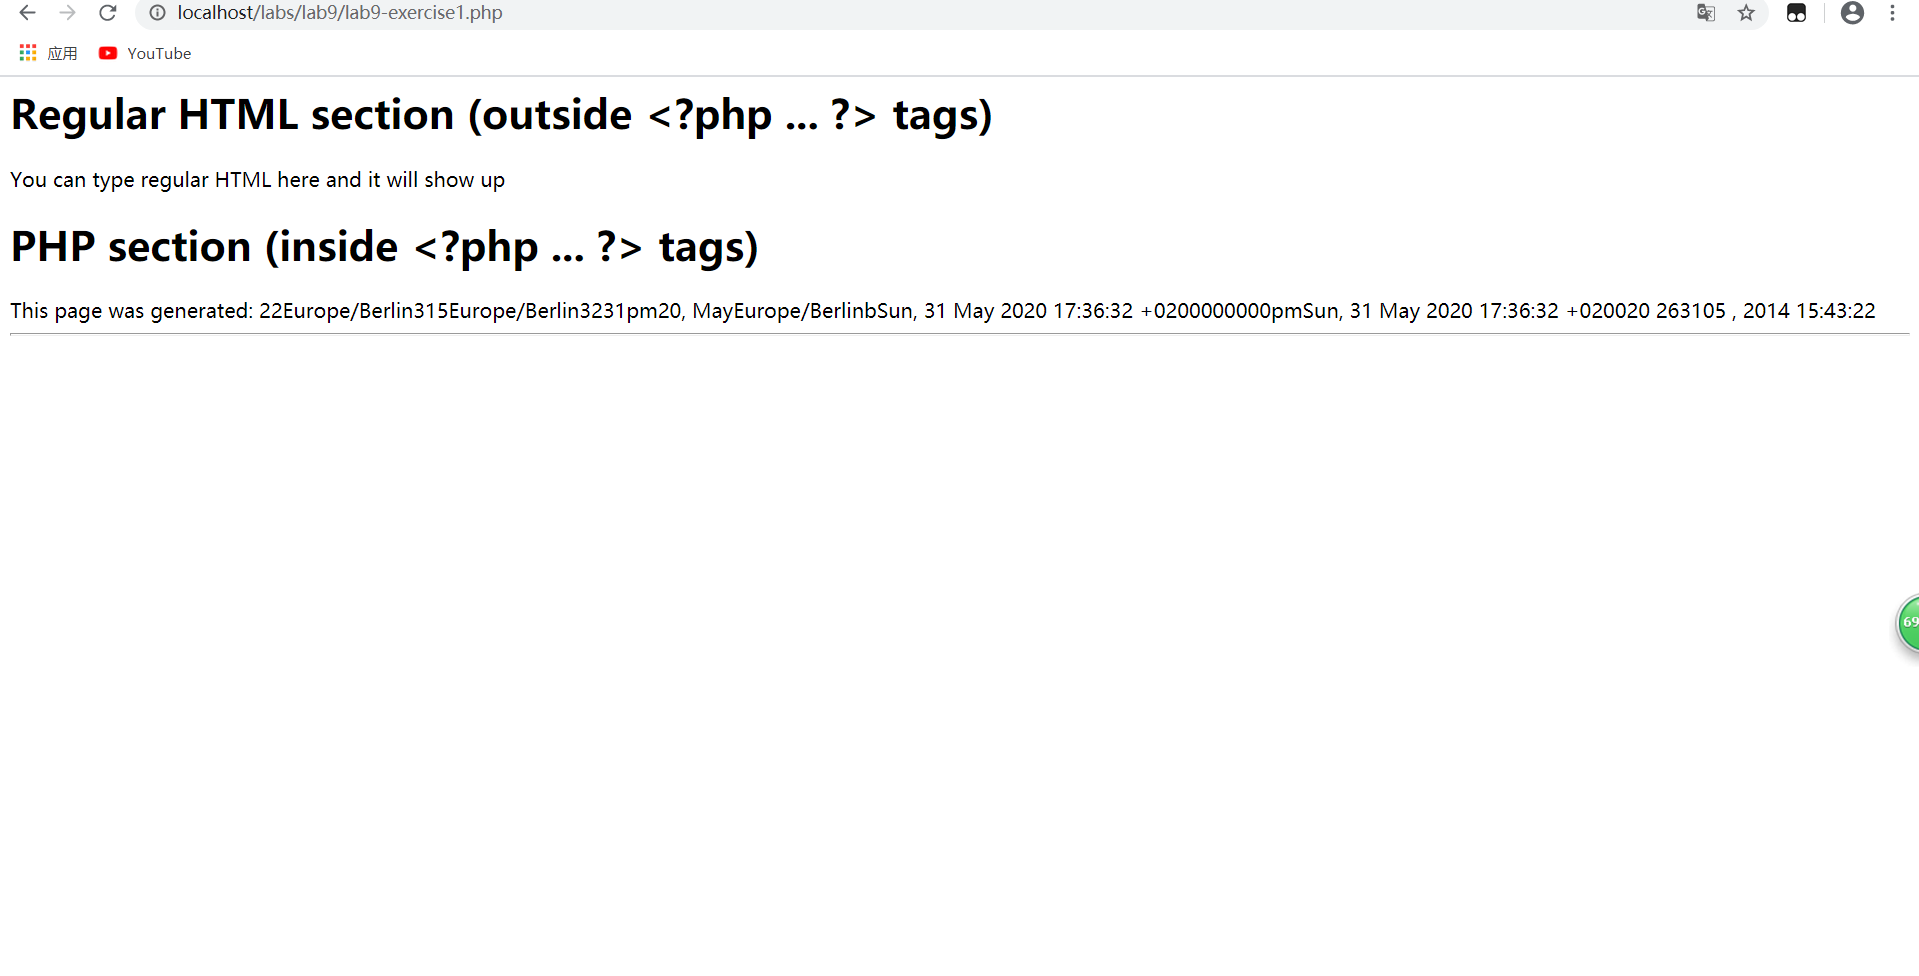 localhost/labs/lab9/lab9-exercise1.php
应用 YouTube
Regular HTML section (outside <?php ... ?> tags)
You can type regular HTML here and it will show up
PHP section (inside <?php ... ?> tags)
This page was generated: 22Europe/Berlin315Europe/Berlin3231pm20, MayEurope/BerlinbSun, 31 May 2020 17:36:32 +0200000000pmSun, 31 May 2020 17:36:32 +020020 263105 , 2014 15:43:22
69